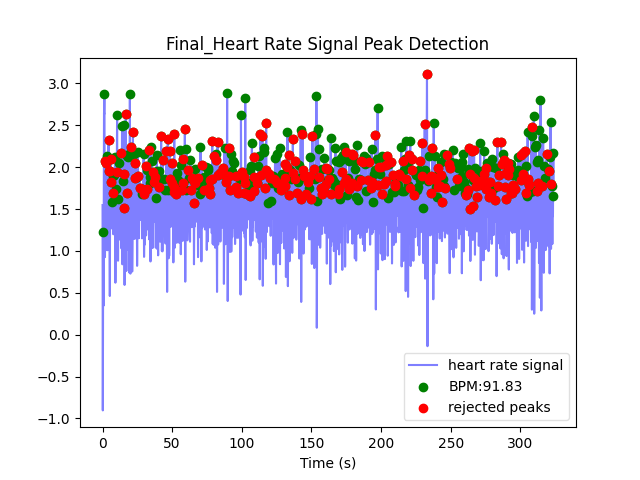 Final_Heart Rate Signal Peak Detection
3.0
2.5
2.0
1.5
1.0
0.5
0.0
−0.5
−1.0
heart rate signal
BPM:91.83
rejected peaks
0 50 100 150 200 250 300
Time (s)